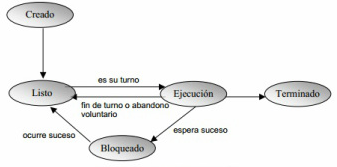 Creado
es su turno
Listo
Ejecución
Terminado
fin de turno o abandono
voluntario
ocurre suceso
espera suceso
Bloqueado